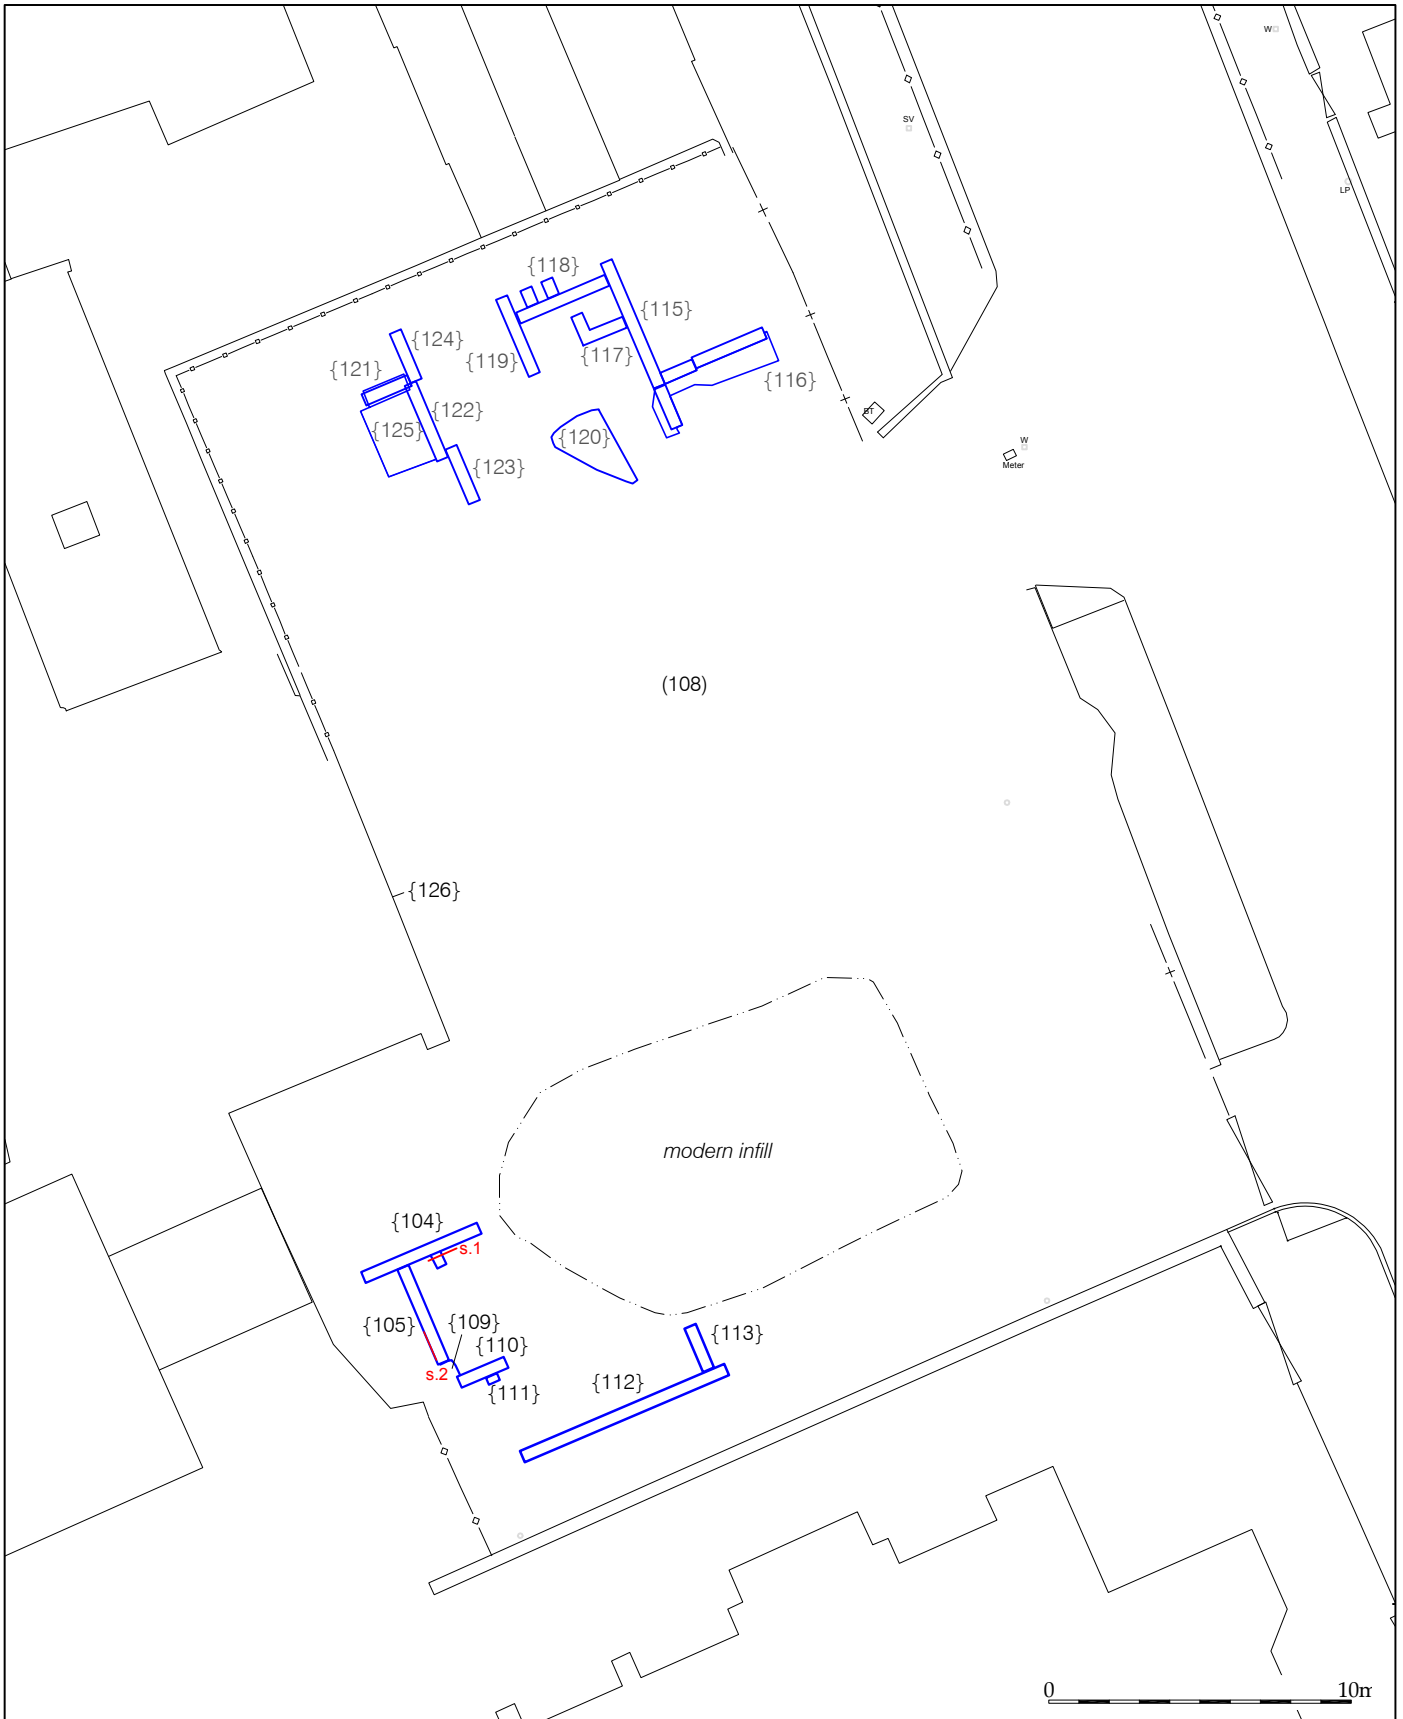 W
SV
LP
{118}
{115}
{124}
{121}
{119}
{117}
{116}
{122}
{125}
{120}
BT
W
Meter
{123}
(108)
{126}
modern infill
{104}
s.1
{109}
{105}
{113}
{110}
s.2
{111}
{112}
0
10m